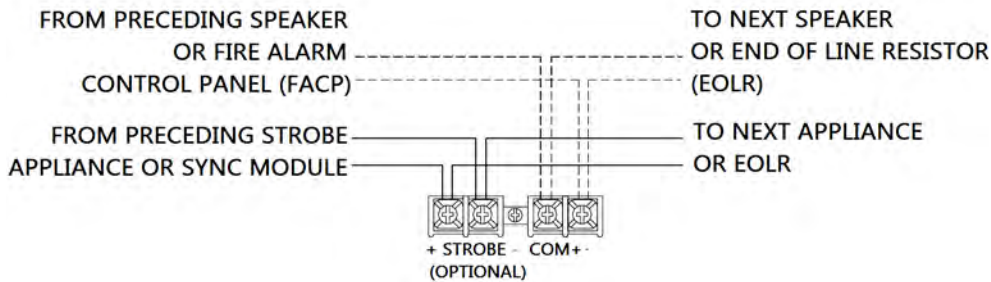 FROM PRECEDING SPEAKER
OR FIRE ALARM
CONTROL PANEL (FACP)
TO NEXT SPEAKER
OR END OF LINE RESISTOR
(EOLR)
FROM PRECEDING STROBE
APPLIANCE OR SYNC MODULE
TO NEXT APPLIANCE
OR EOLR
+ STROBE - COM+ -
(OPTIONAL)